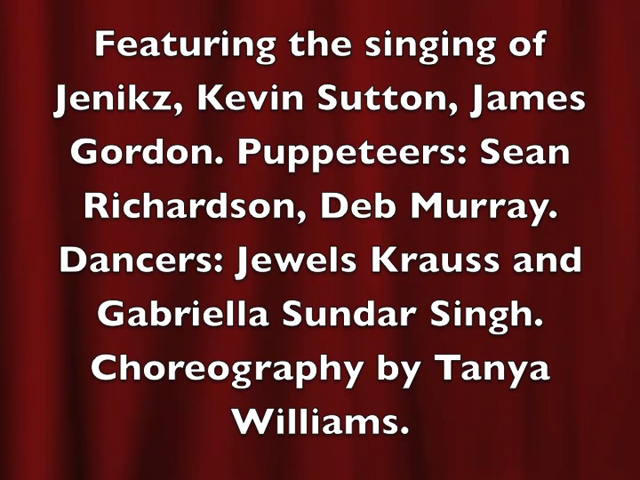 Featuring the singing of
Jenikz, Kevin Sutton, James
Gordon. Puppeteers: Sean
Richardson, Deb Murray.
Dancers: Jewels Krauss and
Gabriella Sundar Singh.
Choreography by Tanya
Williams.